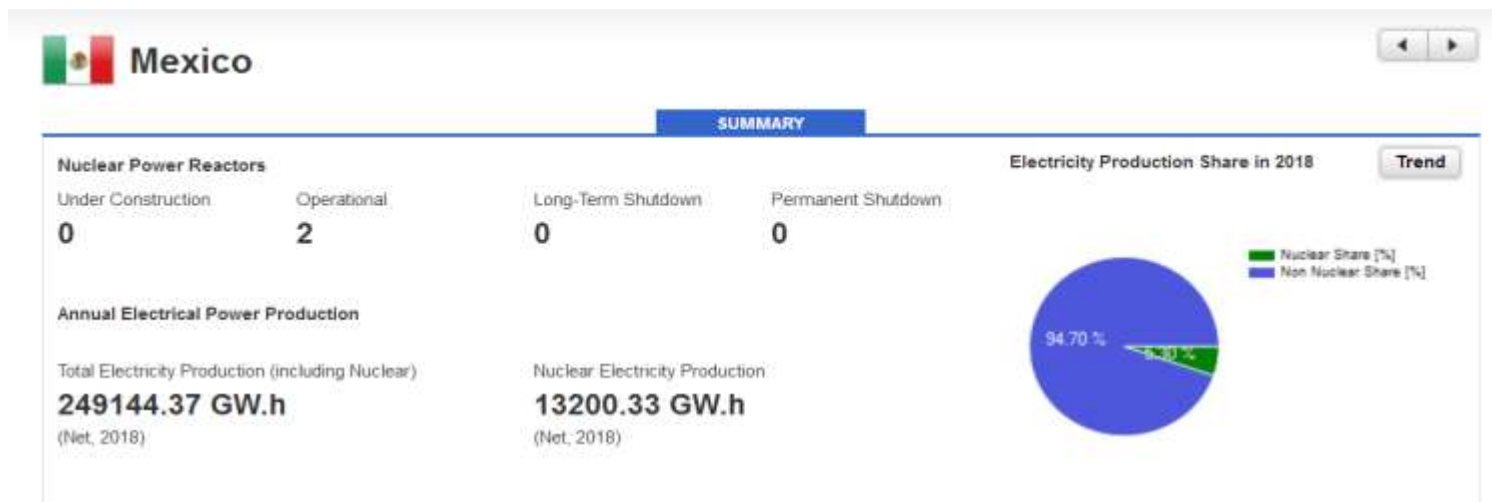 Mexico
SUMMARY
Nuclear Power Reactors
Under Construction
0
Operational
2
Long-Term Shutdown
0
Permanent Shutdown
0
Annual Electrical Power Production
Total Electricity Production (including Nuclear)
249144.37 GW.h
(Net, 2018)
Nuclear Electricity Production
13200.33 GW.h
(Net, 2018)
Electricity Production Share in 2018
Trend
Nuclear Share [%]
Non Nuclear Share [%]
94.70 %
5.30 %